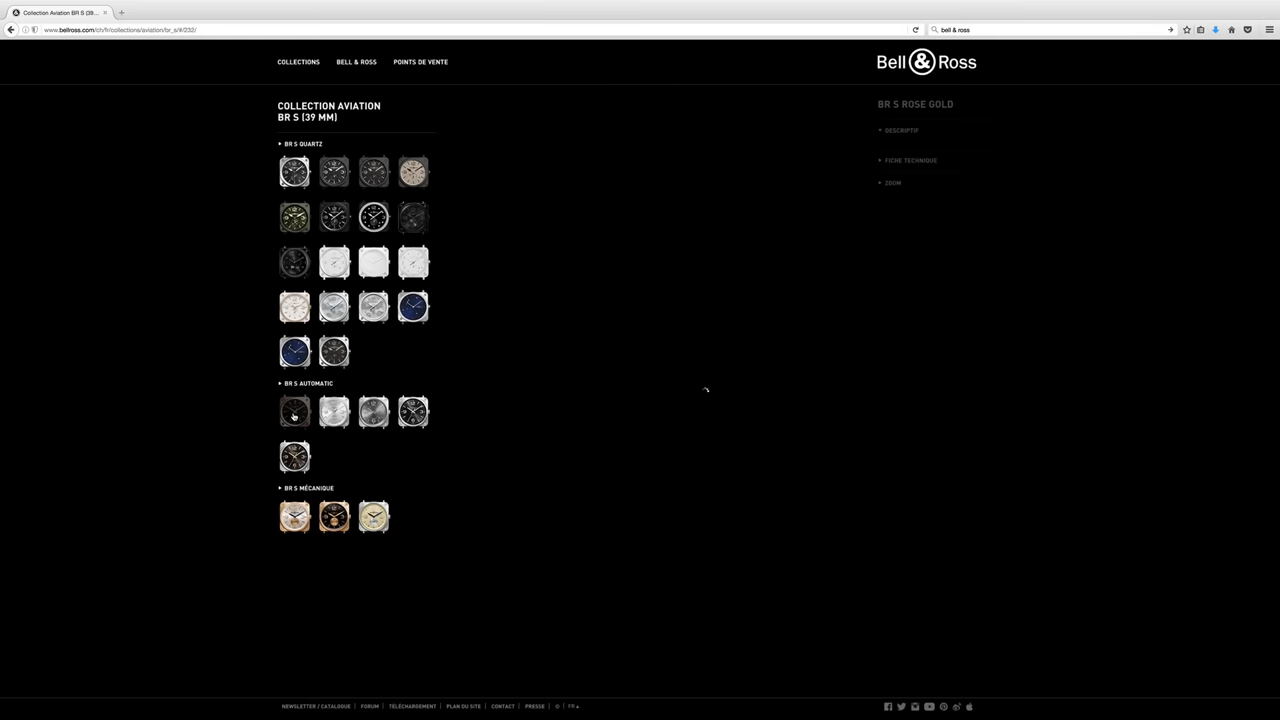 Collection Aviation BR S (39...
www.bellross.com/ch/fr/collections/aviation/br_s/#/232/
bell & ross
COLLECTIONS
BELL & ROSS
POINTS DE VENTE
Bell & Ross
COLLECTION AVIATION
BR S (39 MM)
BR S ROSE GOLD
DESCRIPTIF
FICHE TECHNIQUE
ZOOM
BR S QUARTZ
BR S AUTOMATIC
BR S MÉCANIQUE
NEWSLETTER / CATALOGUE | FORUM | TÉLÉCHARGEMENT | PLAN DU SITE | CONTACT | PRESSE | © | FR